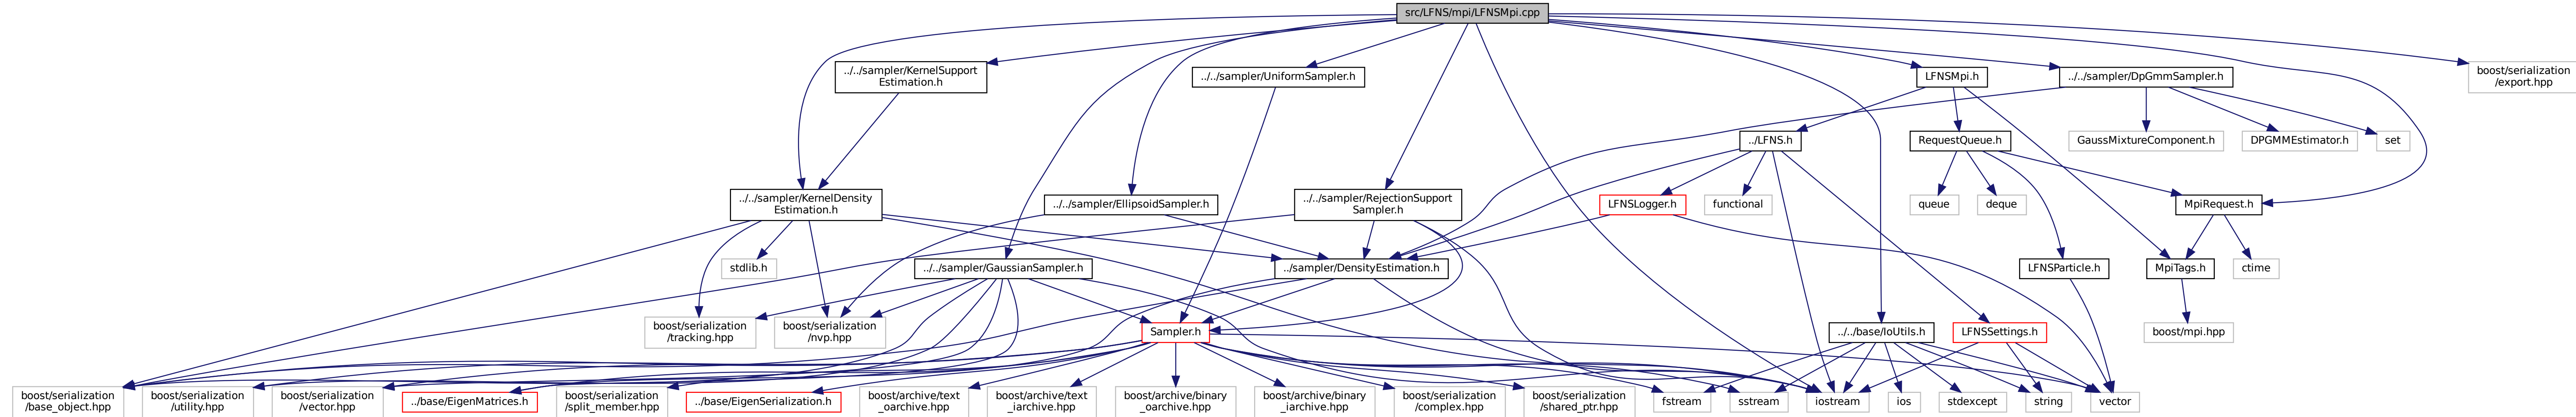 src/LFNS/mpi/LFNSMpi.cpp
../../sampler/KernelSupport
Estimation.h
../../sampler/UniformSampler.h
LFNSMpi.h
../../sampler/DpGmmSampler.h
boost/serialization
/export.hpp
../LFNS.h
RequestQueue.h
GaussMixtureComponent.h
DPGMMEstimator.h
set
../../sampler/KernelDensity
Estimation.h
../../sampler/EllipsoidSampler.h
../../sampler/RejectionSupport
Sampler.h
LFNSLogger.h
functional
queue
deque
MpiRequest.h
stdlib.h
../../sampler/GaussianSampler.h
../sampler/DensityEstimation.h
LFNSParticle.h
MpiTags.h
ctime
boost/serialization
/tracking.hpp
boost/serialization
/nvp.hpp
Sampler.h
../../base/IoUtils.h
LFNSSettings.h
boost/mpi.hpp
boost/serialization
/base_object.hpp
boost/serialization
/utility.hpp
boost/serialization
/vector.hpp
../base/EigenMatrices.h
boost/serialization
/split_member.hpp
../base/EigenSerialization.h
boost/archive/text
_oarchive.hpp
boost/archive/text
_iarchive.hpp
boost/archive/binary
_oarchive.hpp
boost/archive/binary
_iarchive.hpp
boost/serialization
/complex.hpp
boost/serialization
/shared_ptr.hpp
fstream
sstream
iostream
ios
stdexcept
string
vector